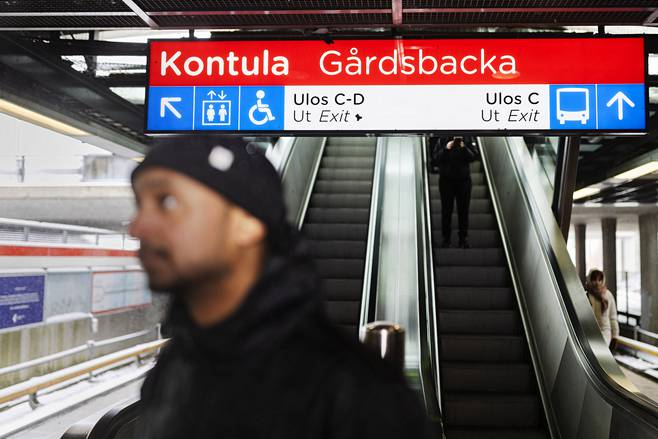 Kontula Gårdsbacka
Ulos C-D
Ut Exit
Ulos C
Ut Exit